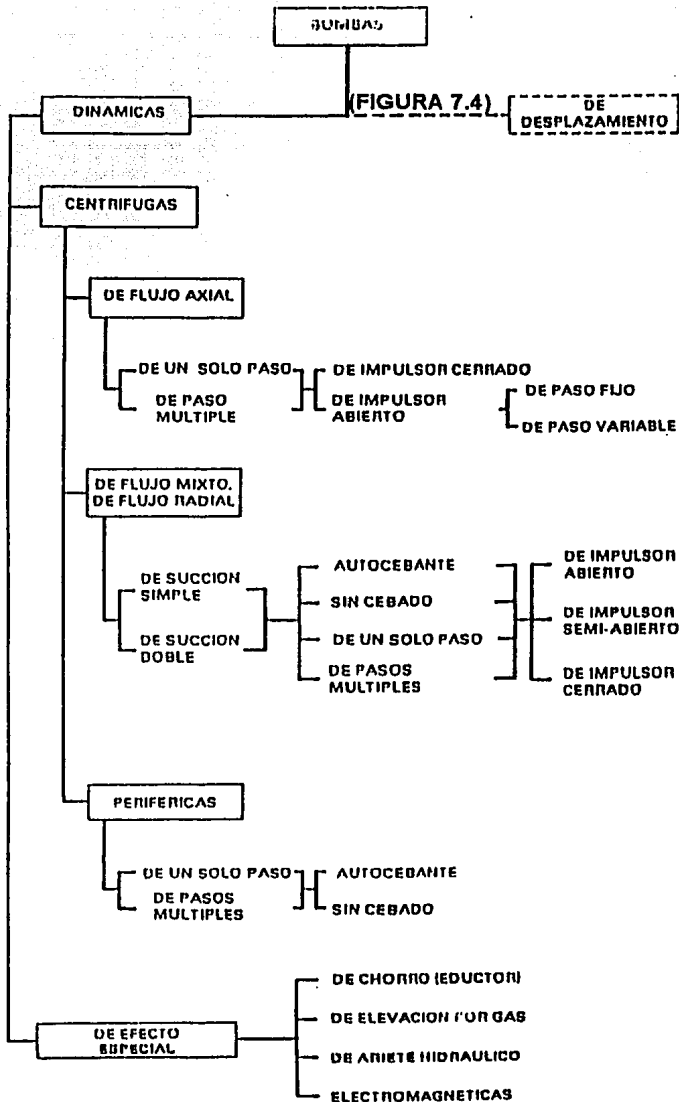 BOMBAS
DINAMICAS
(FIGURA 7.4)
DE
DESPLAZAMIENTO
CENTRIFUGAS
DE FLUJO AXIAL
DE UN SOLO PASO
DE PASO
MULTIPLE
DE IMPULSOR CERRADO
DE IMPULSOR
ABIERTO
DE PASO FIJO
DE PASO VARIABLE
DE FLUJO MIXTO.
DE FLUJO RADIAL
DE SUCCION
SIMPLE
DE SUCCION
DOBLE
AUTOCEBANTE
SIN CEBADO
DE UN SOLO PASO
DE PASOS
MULTIPLES
DE IMPULSOR
ABIERTO
DE IMPULSOR
SEMI-ABIERTO
DE IMPULSOR
CERRADO
PERIFERICAS
DE UN SOLO PASO
DE PASOS
MULTIPLES
AUTOCEBANTE
SIN CEBADO
DE EFECTO
ESPECIAL
DE CHORRO (EDUCTOR)
DE ELEVACION POR GAS
DE ARIETE HIDRAULICO
ELECTROMAGNETICAS